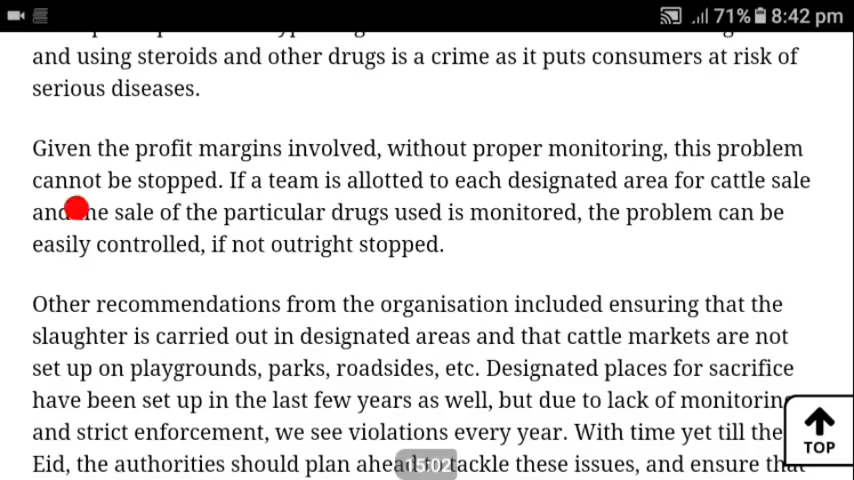 71% 8:42 pm
and using steroids and other drugs is a crime as it puts consumers at risk of
serious diseases.
Given the profit margins involved, without proper monitoring, this problem
cannot be stopped. If a team is allotted to each designated area for cattle sale
and the sale of the particular drugs used is monitored, the problem can be
easily controlled, if not outright stopped.
Other recommendations from the organisation included ensuring that the
slaughter is carried out in designated areas and that cattle markets are not
set up on playgrounds, parks, roadsides, etc. Designated places for sacrifice
have been set up in the last few years as well, but due to lack of monitoring
and strict enforcement, we see violations every year. With time yet till the
Eid, the authorities should plan ahead to tackle these issues, and ensure that
TOP
15:02